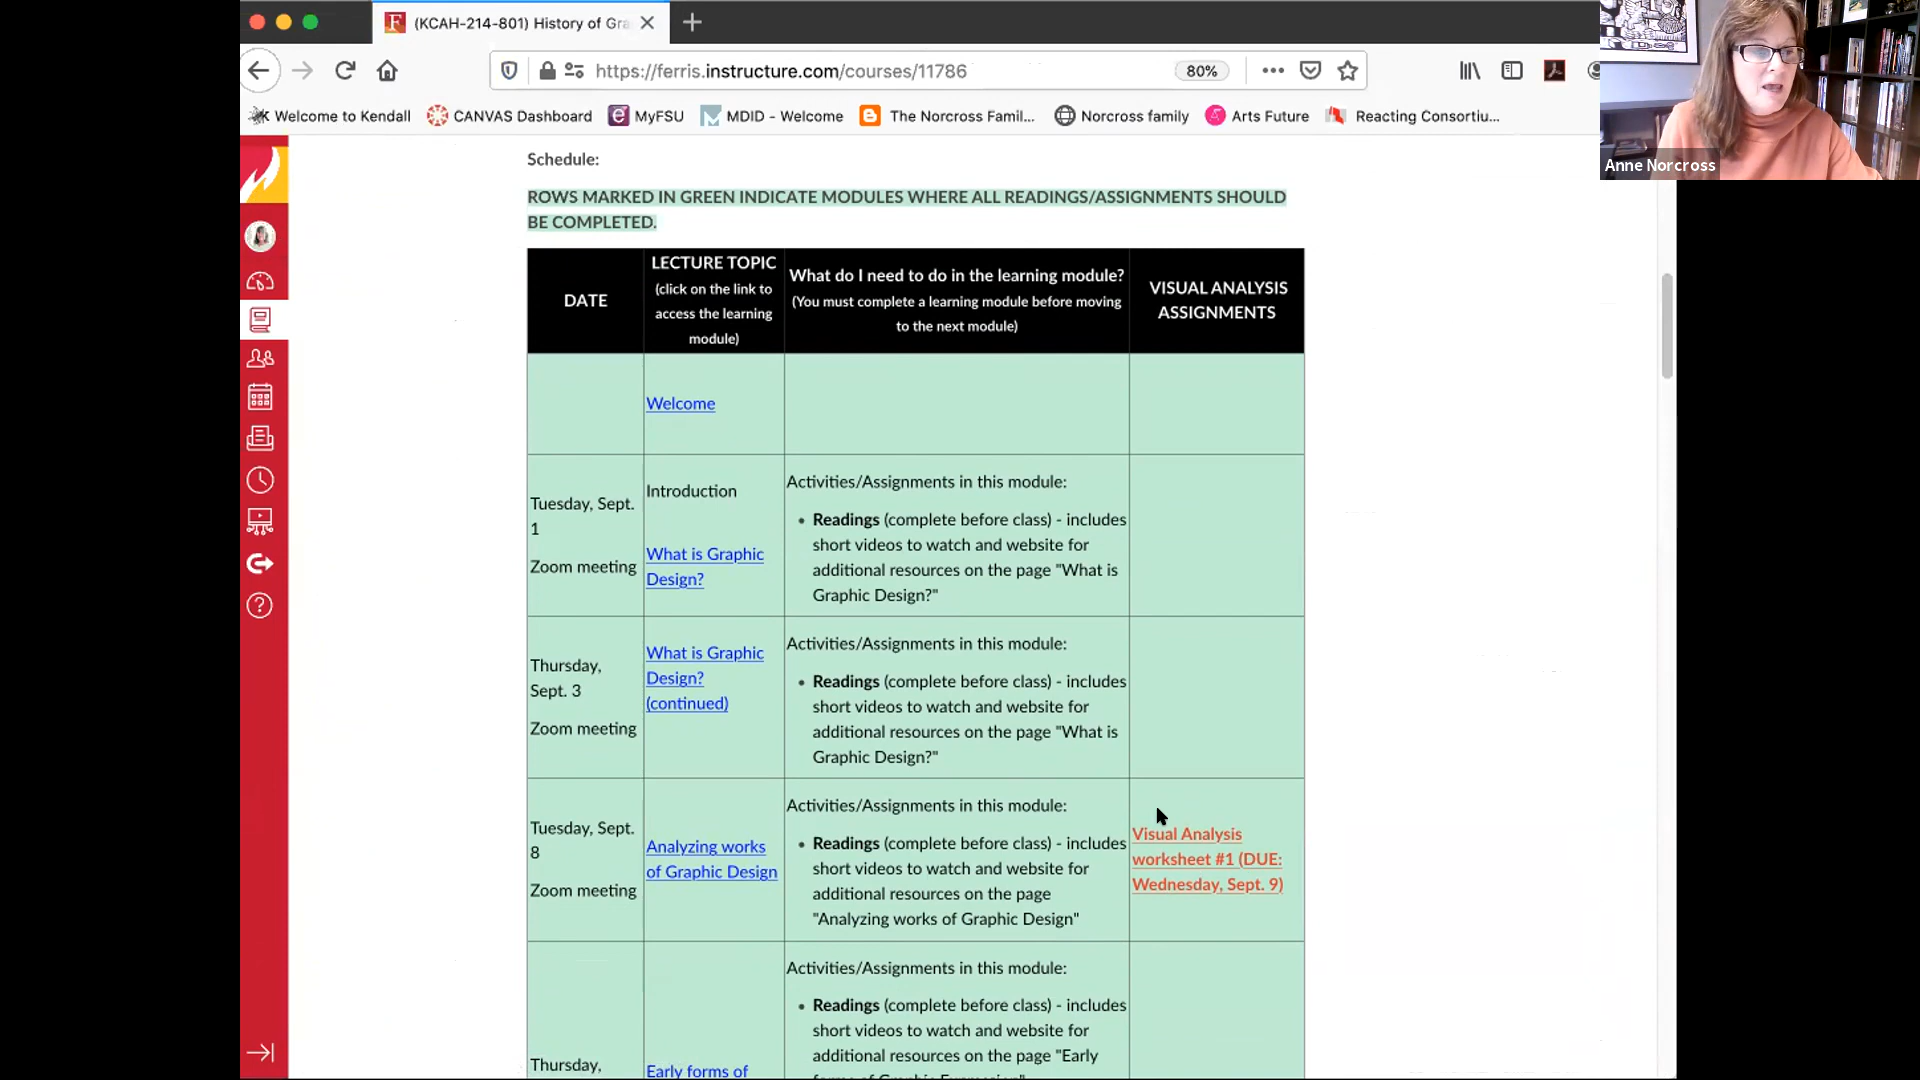 (KCAH-214-801) History of Gra
https://ferris.instructure.com/courses/11786
80%
Welcome to Kendall
CANVAS Dashboard
MyFSU
MDID - Welcome
The Norcross Famil...
Norcross family
Arts Future
Reacting Consortiu...
Anne Norcross
Schedule:
ROWS MARKED IN GREEN INDICATE MODULES WHERE ALL READINGS/ASSIGNMENTS SHOULD
BE COMPLETED.
DATE
LECTURE TOPIC
(click on the link to
access the learning
module)
What do I need to do in the learning module?
(You must complete a learning module before moving
to the next module)
VISUAL ANALYSIS
ASSIGNMENTS
Welcome
Tuesday, Sept.
1
Zoom meeting
Introduction
What is Graphic
Design?
Activities/Assignments in this module:
• Readings (complete before class) - includes
short videos to watch and website for
additional resources on the page "What is
Graphic Design?"
Thursday,
Sept. 3
Zoom meeting
What is Graphic
Design?
(continued)
Activities/Assignments in this module:
• Readings (complete before class) - includes
short videos to watch and website for
additional resources on the page "What is
Graphic Design?"
Tuesday, Sept.
8
Zoom meeting
Analyzing works
of Graphic Design
Activities/Assignments in this module:
• Readings (complete before class) - includes
short videos to watch and website for
additional resources on the page
"Analyzing works of Graphic Design"
Visual Analysis
worksheet #1 (DUE:
Wednesday, Sept. 9)
Thursday,
Early forms of
Activities/Assignments in this module:
• Readings (complete before class) - includes
short videos to watch and website for
additional resources on the page "Early
forms of Graphic Expression"